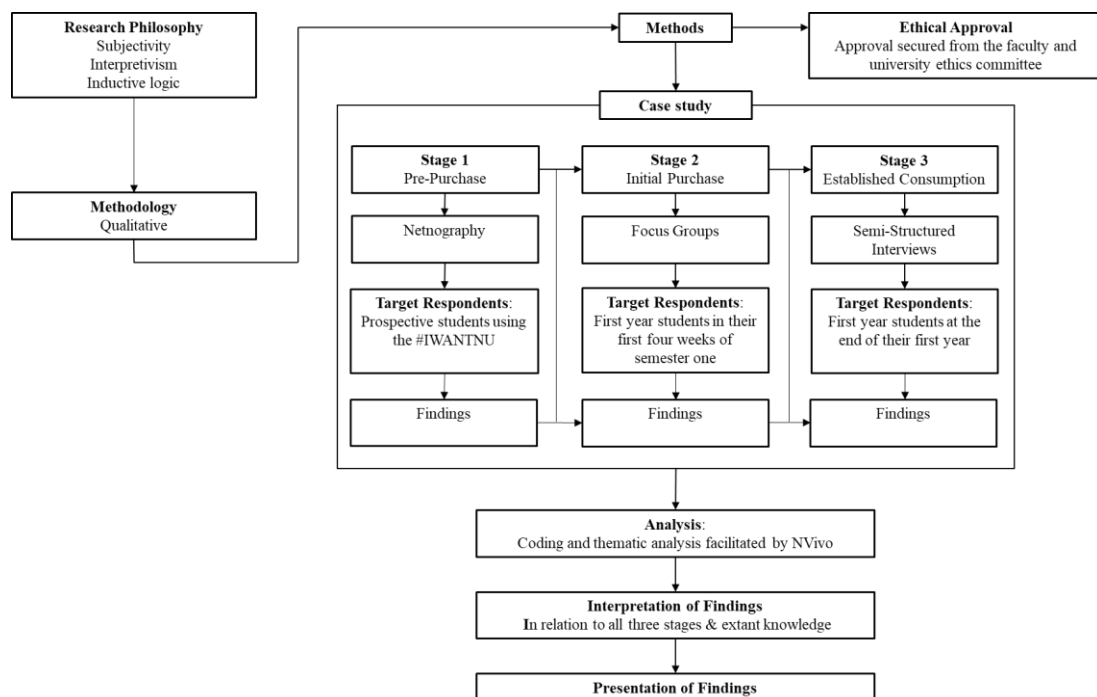 Research Philosophy
Subjectivity
Interpretivism
Inductive logic
Methodology
Qualitative
Methods
Ethical Approval
Approval secured from the faculty and
university ethics committee
Case study
Stage 1
Pre-Purchase
Netnography
Target Respondents:
Prospective students using
the #IWANTNU
Findings
Stage 2
Initial Purchase
Focus Groups
Target Respondents:
First year students in their
first four weeks of
semester one
Findings
Stage 3
Established Consumption
Semi-Structured
Interviews
Target Respondents:
First year students at the
end of their first year
Findings
Analysis:
Coding and thematic analysis facilitated by NVivo
Interpretation of Findings
In relation to all three stages & extant knowledge
Presentation of Findings